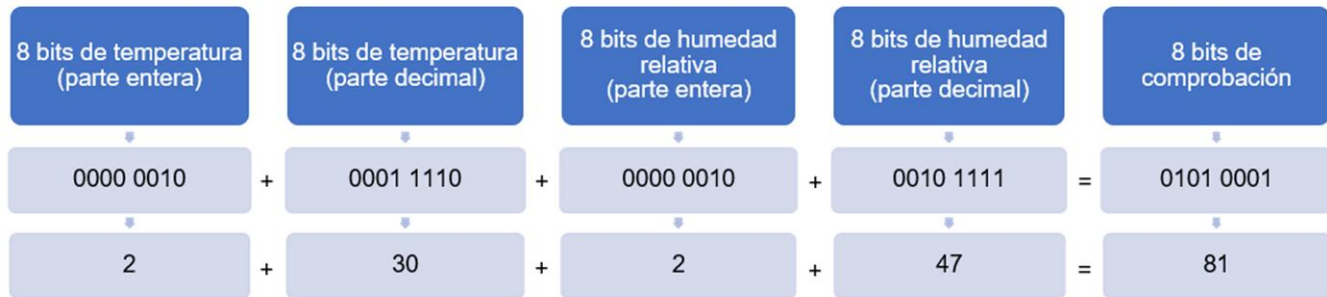 8 bits de temperatura
(parte entera)
8 bits de temperatura
(parte decimal)
8 bits de humedad
relativa
(parte entera)
8 bits de humedad
relativa
(parte decimal)
8 bits de
comprobación
0000 0010 + 0001 1110 + 0000 0010 + 0010 1111 = 0101 0001
2 + 30 + 2 + 47 = 81